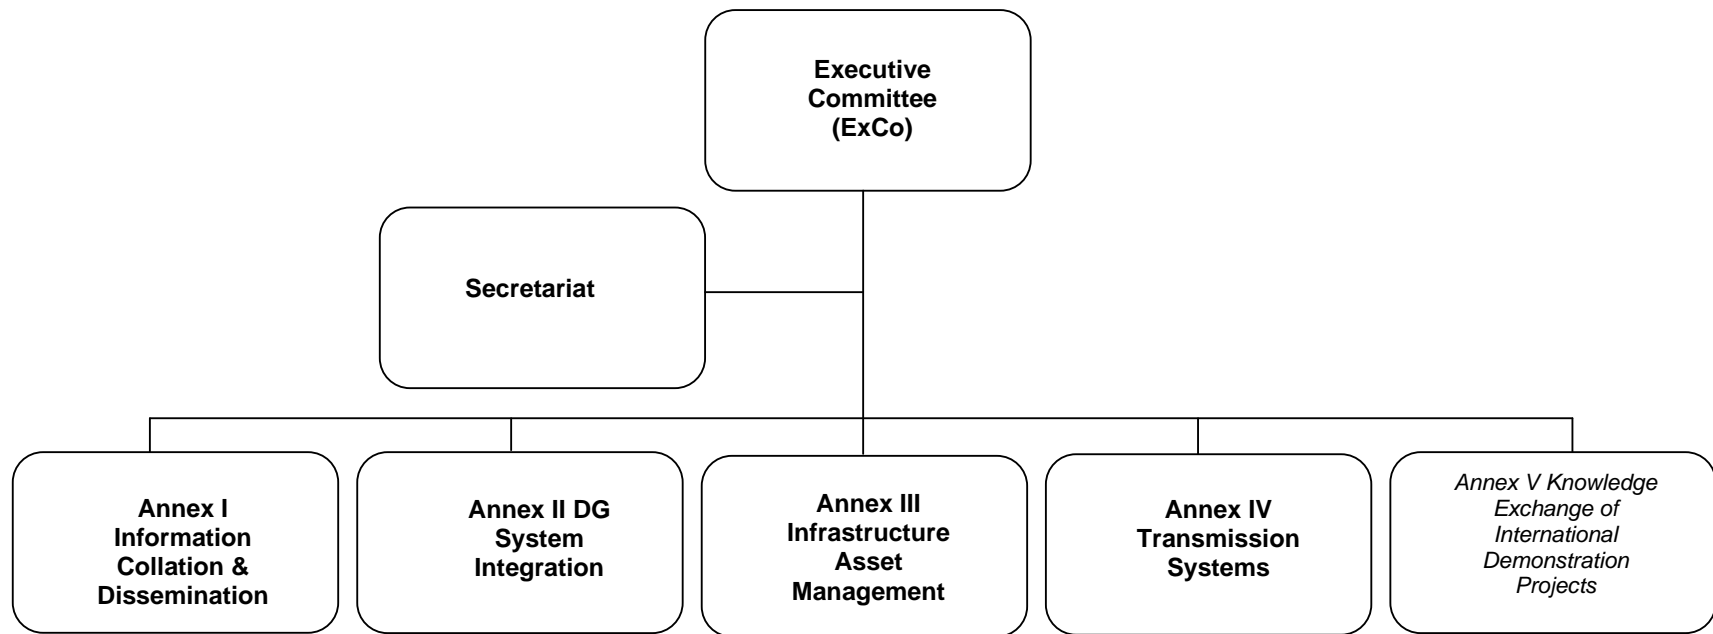 Executive
Committee
(ExCo)
Secretariat
Annex I
Information
Collation &
Dissemination
Annex II DG
System
Integration
Annex III
Infrastructure
Asset
Management
Annex IV
Transmission
Systems
Annex V Knowledge
Exchange of
International
Demonstration
Projects